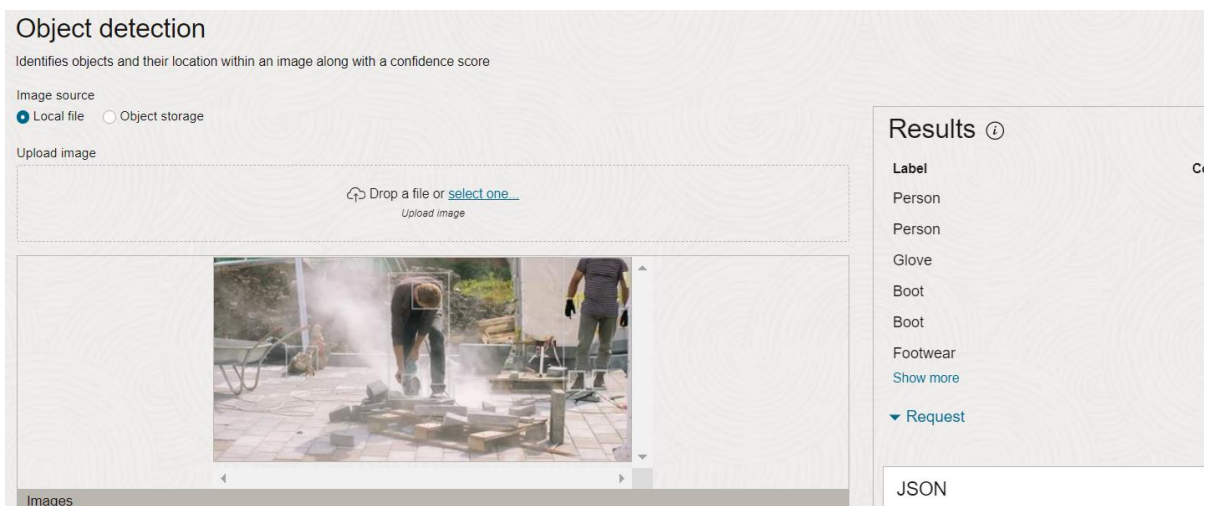 Object detection
Identifies objects and their location within an image along with a confidence score
Image source
Local file Object storage
Upload image
Drop a file or select one...
Upload image
Images
Results
Label
Person
Person
Glove
Boot
Boot
Footwear
Show more
Request
JSON